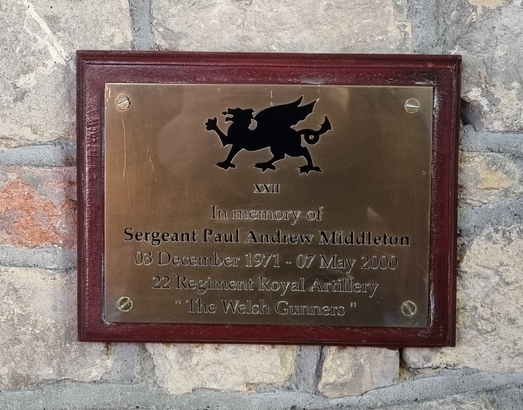 XXII
In memory of
Sergeant Paul Andrew Middleton
03 December 1971 - 07 May 2000
22 Regiment Royal Artillery
" The Welsh Gunners "